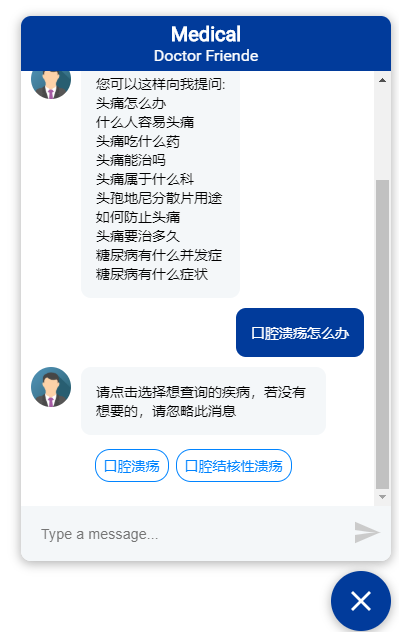 Medical
Doctor Friende
您可以这样向我提问:
头痛怎么办
什么人容易头痛
头痛吃什么药
头痛能治吗
头痛属于什么科
头孢地尼分散片用途
如何防止头痛
头痛要治多久
糖尿病有什么并发症
糖尿病有什么症状
口腔溃疡怎么办
请点击选择想查询的疾病，若没有
想要的，请忽略此消息
口腔溃疡
口腔结核性溃疡
Type a message...